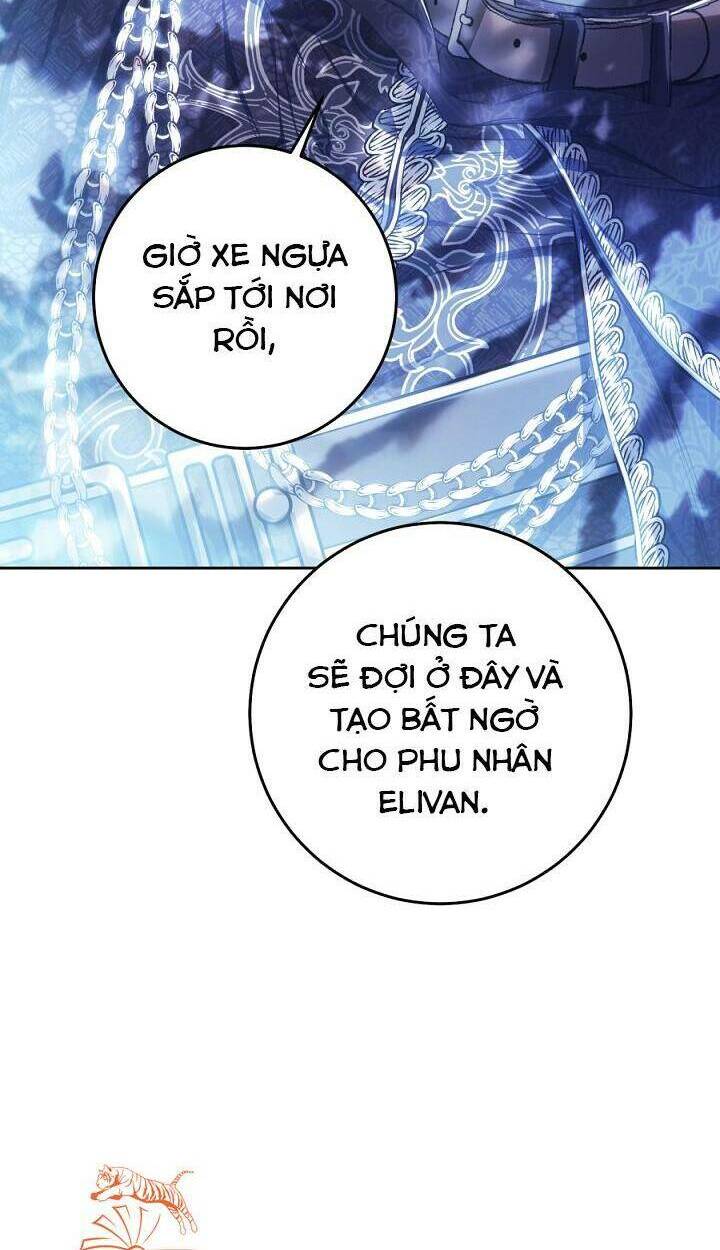 GIỜ XE NGỰA
SẮP TỚI NƠI
RỒI,
CHÚNG TA
SẼ ĐỢI Ở ĐÂY VÀ
TẠO BẤT NGỜ
CHO PHU NHÂN
ELIVAN.